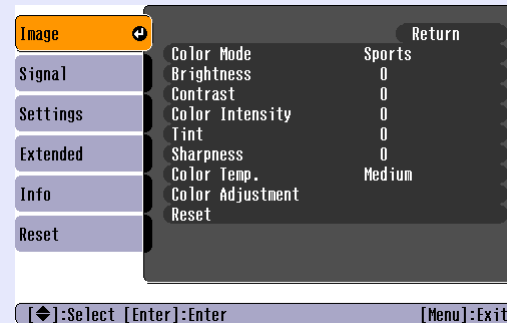 Image
Signal
Settings
Extended
Info
Reset
Return
Color Mode Sports
Brightness 0
Contrast 0
Color Intensity 0
Tint 0
Sharpness 0
Color Temp. Medium
Color Adjustment
Reset
[◆]:Select [Enter]:Enter [Menu]:Exit